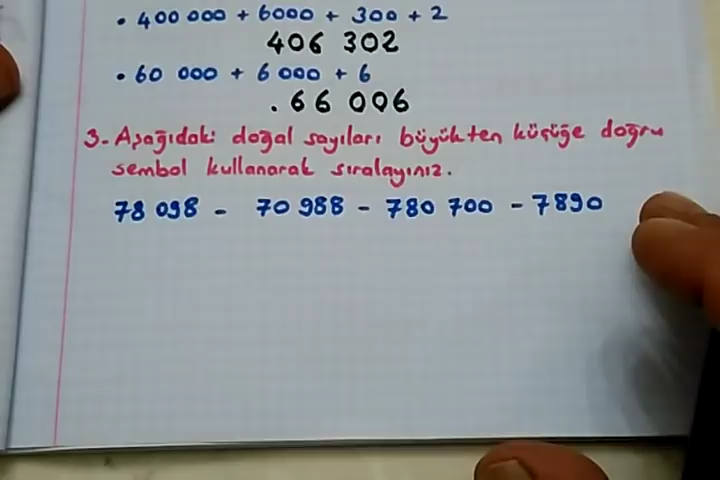 • 400 000 + 6000 + 300 + 2
406 302
• 60 000 + 6 000 + 6
. 66 006
3- Aşağıdaki doğal sayıları büyükten küçüğe doğru
sembol kullanarak sıralayınız.
78 098 - 70 988 - 780 700 - 7890